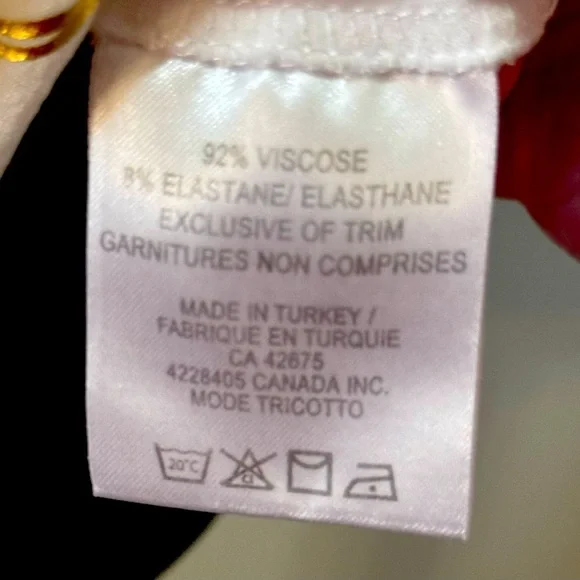 92% VISCOSE
8% ELASTANE/ ELASTHANE
EXCLUSIVE OF TRIM
GARNITURES NON COMPRISES
MADE IN TURKEY /
FABRIQUE EN TURQUIE
CA 42675
4228405 CANADA INC.
MODE TRICOTTO
20°C
cl